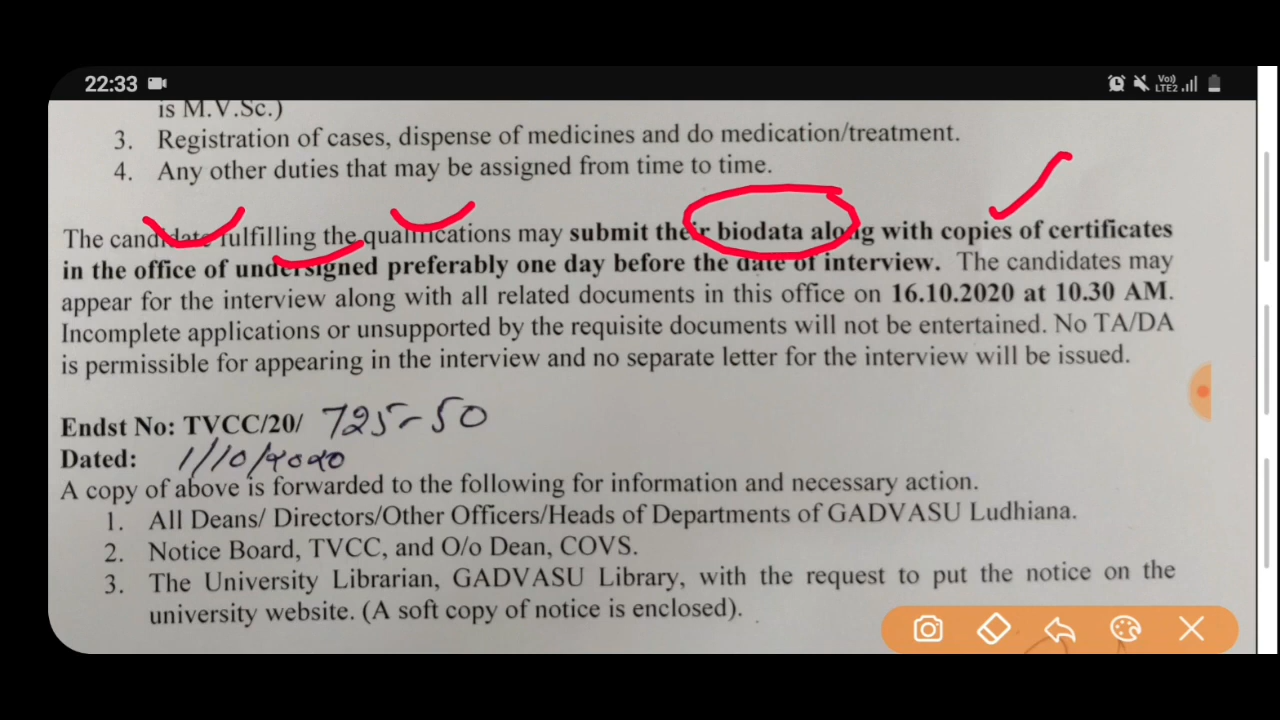 22:33
Vo)) LTE2
is M.V.Sc.)
3. Registration of cases, dispense of medicines and do medication/treatment.
4. Any other duties that may be assigned from time to time.
The candidate fulfilling the qualifications may submit their biodata along with copies of certificates
in the office of undersigned preferably one day before the date of interview. The candidates may
appear for the interview along with all related documents in this office on 16.10.2020 at 10.30 AM.
Incomplete applications or unsupported by the requisite documents will not be entertained. No TA/DA
is permissible for appearing in the interview and no separate letter for the interview will be issued.
Endst No: TVCC/20/ 725-50
Dated: 1/10/2020
A copy of above is forwarded to the following for information and necessary action.
1. All Deans/ Directors/Other Officers/Heads of Departments of GADVASU Ludhiana.
2. Notice Board, TVCC, and O/o Dean, COVS.
3. The University Librarian, GADVASU Library, with the request to put the notice on the
university website. (A soft copy of notice is enclosed).